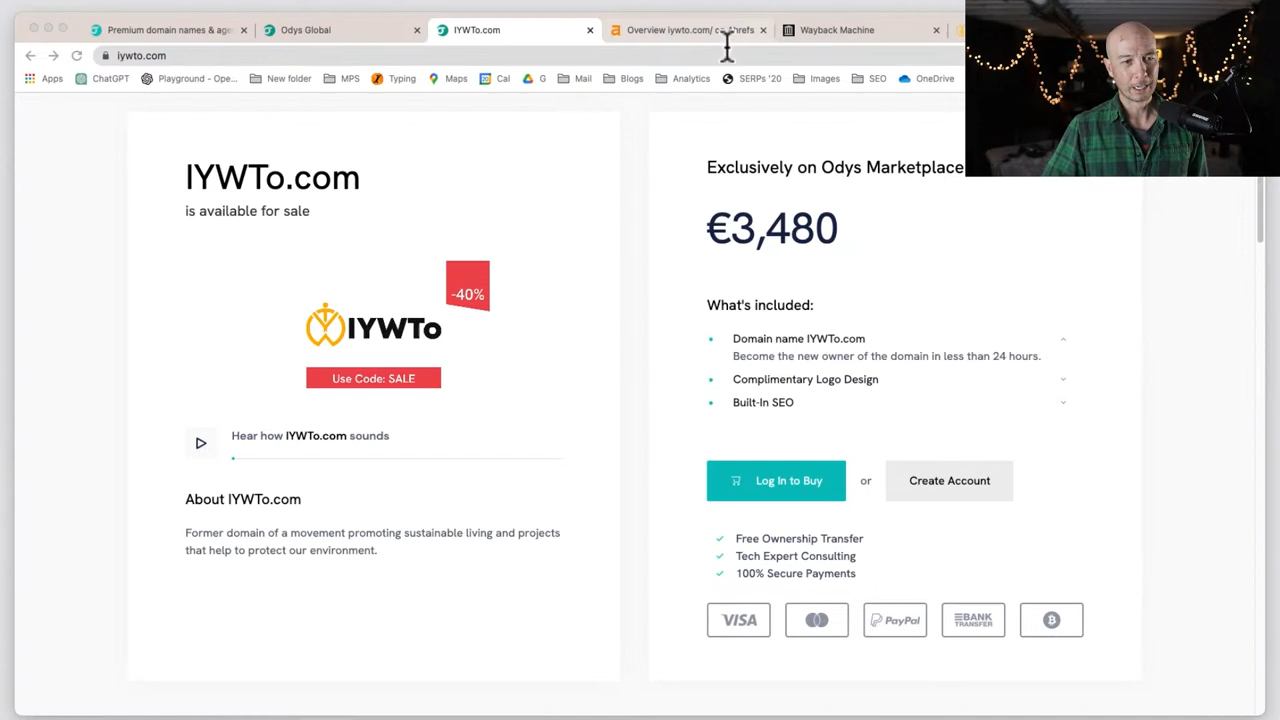 Premium domain names & age
Odys Global
IYWTo.com
Overview iywto.com/
Ahrefs
Wayback Machine
iywto.com
Apps
ChatGPT
Playground - Ope...
New folder
MPS
Typing
Maps
Cal
G
Mail
Blogs
Analytics
SERPs '20
Images
SEO
OneDrive
IYWTo.com
is available for sale
-40%
IYWTo
Use Code: SALE
Hear how IYWTo.com sounds
About IYWTo.com
Former domain of a movement promoting sustainable living and projects
that help to protect our environment.
Exclusively on Odys Marketplace
€3,480
What's included:
Domain name IYWTo.com
Become the new owner of the domain in less than 24 hours.
Complimentary Logo Design
Built-In SEO
Log In to Buy
or
Create Account
Free Ownership Transfer
Tech Expert Consulting
100% Secure Payments
VISA
PayPal
BANK
TRANSFER
SHURE